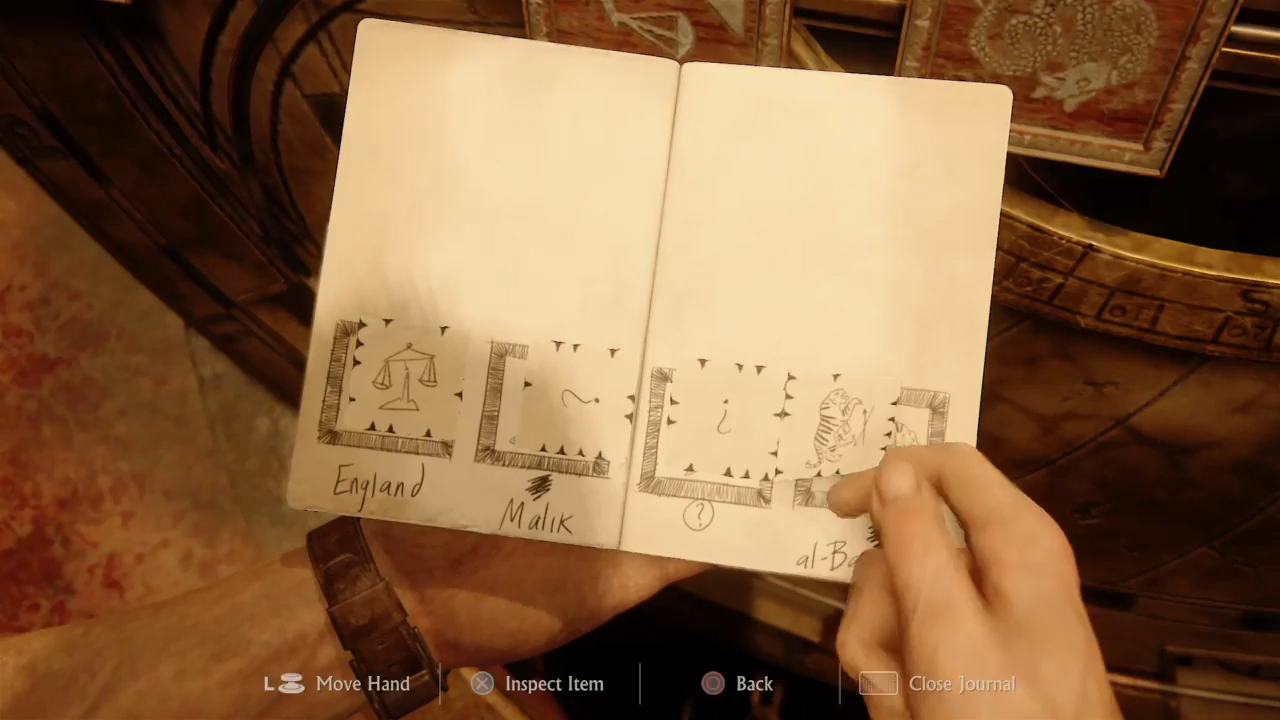 England
Malik
?
al-Ba
L Move Hand
Inspect Item
Back
Close Journal